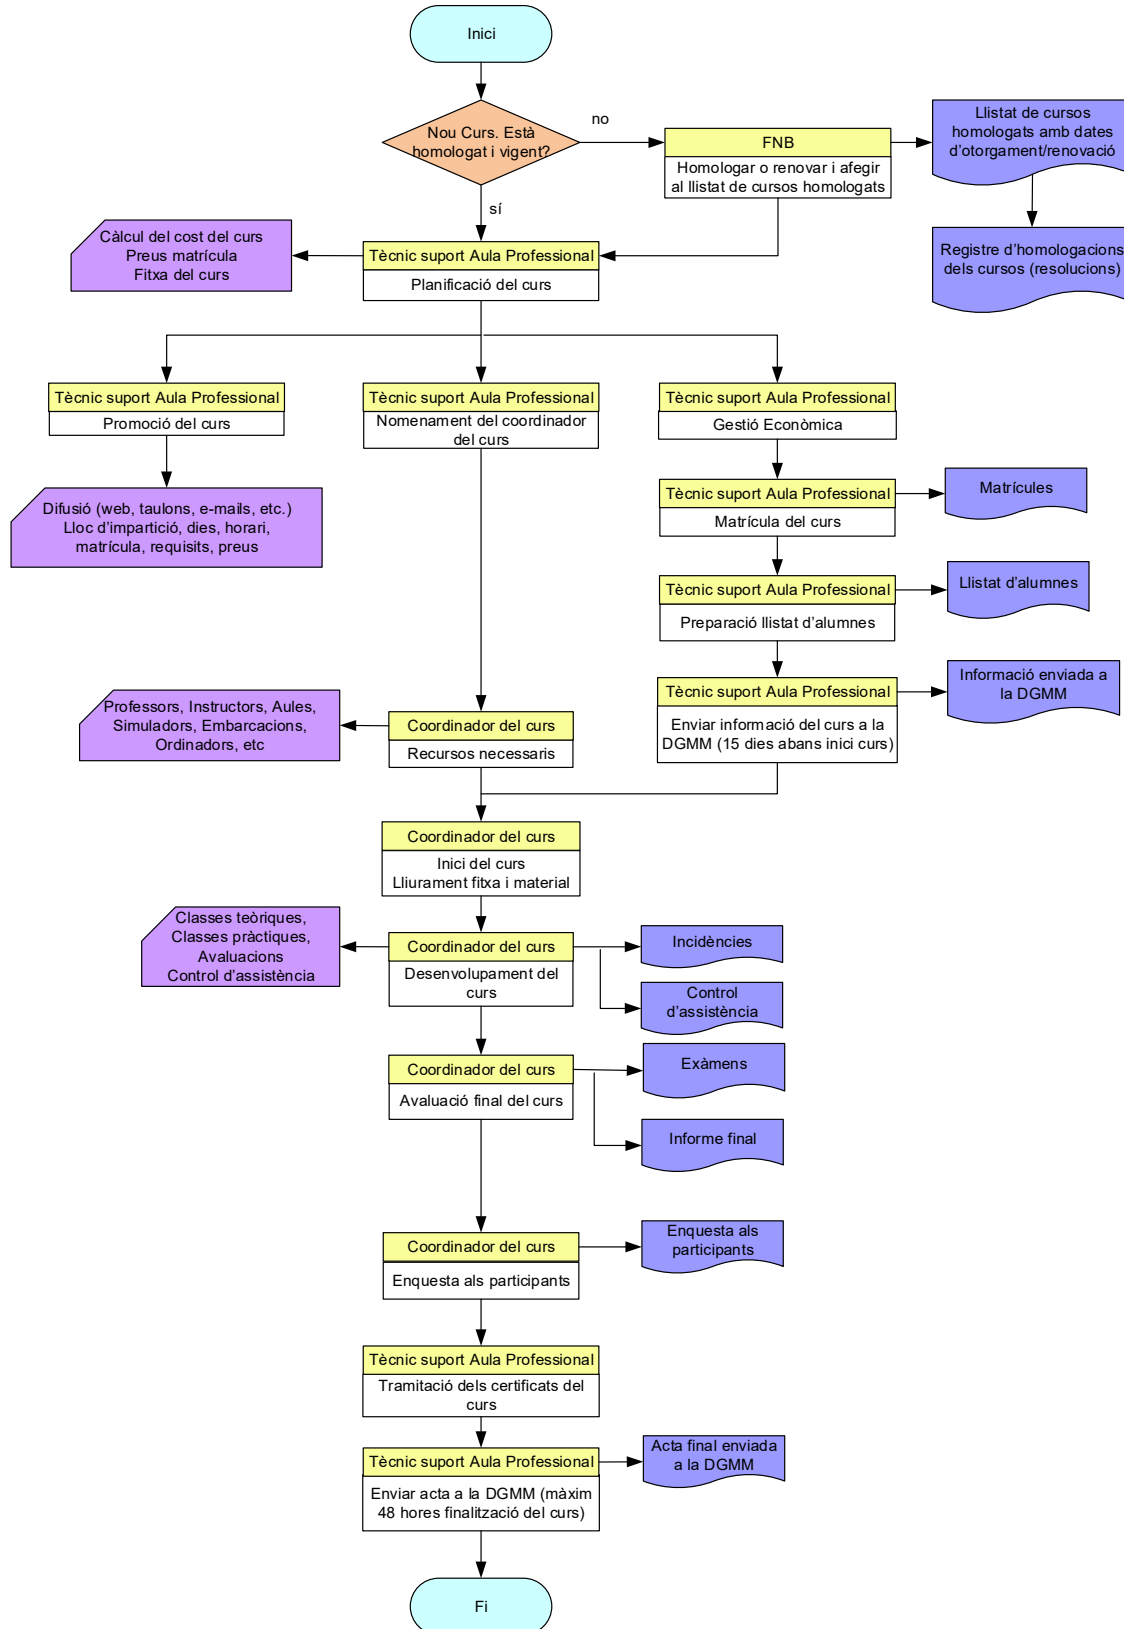 Inici
Nou Curs. Està
homologat i vigent?
no
sí
FNB
Homologar o renovar i afegir
al llistat de cursos homologats
Llistat de cursos
homologats amb dates
d’otorgament/renovació
Registre d’homologacions
dels cursos (resolucions)
Càlcul del cost del curs
Preus matrícula
Fitxa del curs
Tècnic suport Aula Professional
Planificació del curs
Tècnic suport Aula Professional
Promoció del curs
Difusió (web, taulons, e-mails, etc.)
Lloc d’impartició, dies, horari,
matrícula, requisits, preus
Tècnic suport Aula Professional
Nomenament del coordinador
del curs
Tècnic suport Aula Professional
Gestió Econòmica
Tècnic suport Aula Professional
Matrícula del curs
Matrícules
Tècnic suport Aula Professional
Preparació llistat d’alumnes
Llistat d’alumnes
Tècnic suport Aula Professional
Enviar informació del curs a la
DGMM (15 dies abans inici curs)
Informació enviada a
la DGMM
Professors, Instructors, Aules,
Simuladors, Embarcacions,
Ordinadors, etc
Coordinador del curs
Recursos necessaris
Coordinador del curs
Inici del curs
Lliurament fitxa i material
Classes teòriques,
Classes pràctiques,
Avaluacions
Control d’assistència
Coordinador del curs
Desenvolupament del
curs
Incidències
Control
d’assistència
Coordinador del curs
Avaluació final del curs
Exàmens
Informe final
Coordinador del curs
Enquesta als participants
Enquesta als
participants
Tècnic suport Aula Professional
Tramitació dels certificats del
curs
Tècnic suport Aula Professional
Enviar acta a la DGMM (màxim
48 hores finalització del curs)
Acta final enviada
a la DGMM
Fi